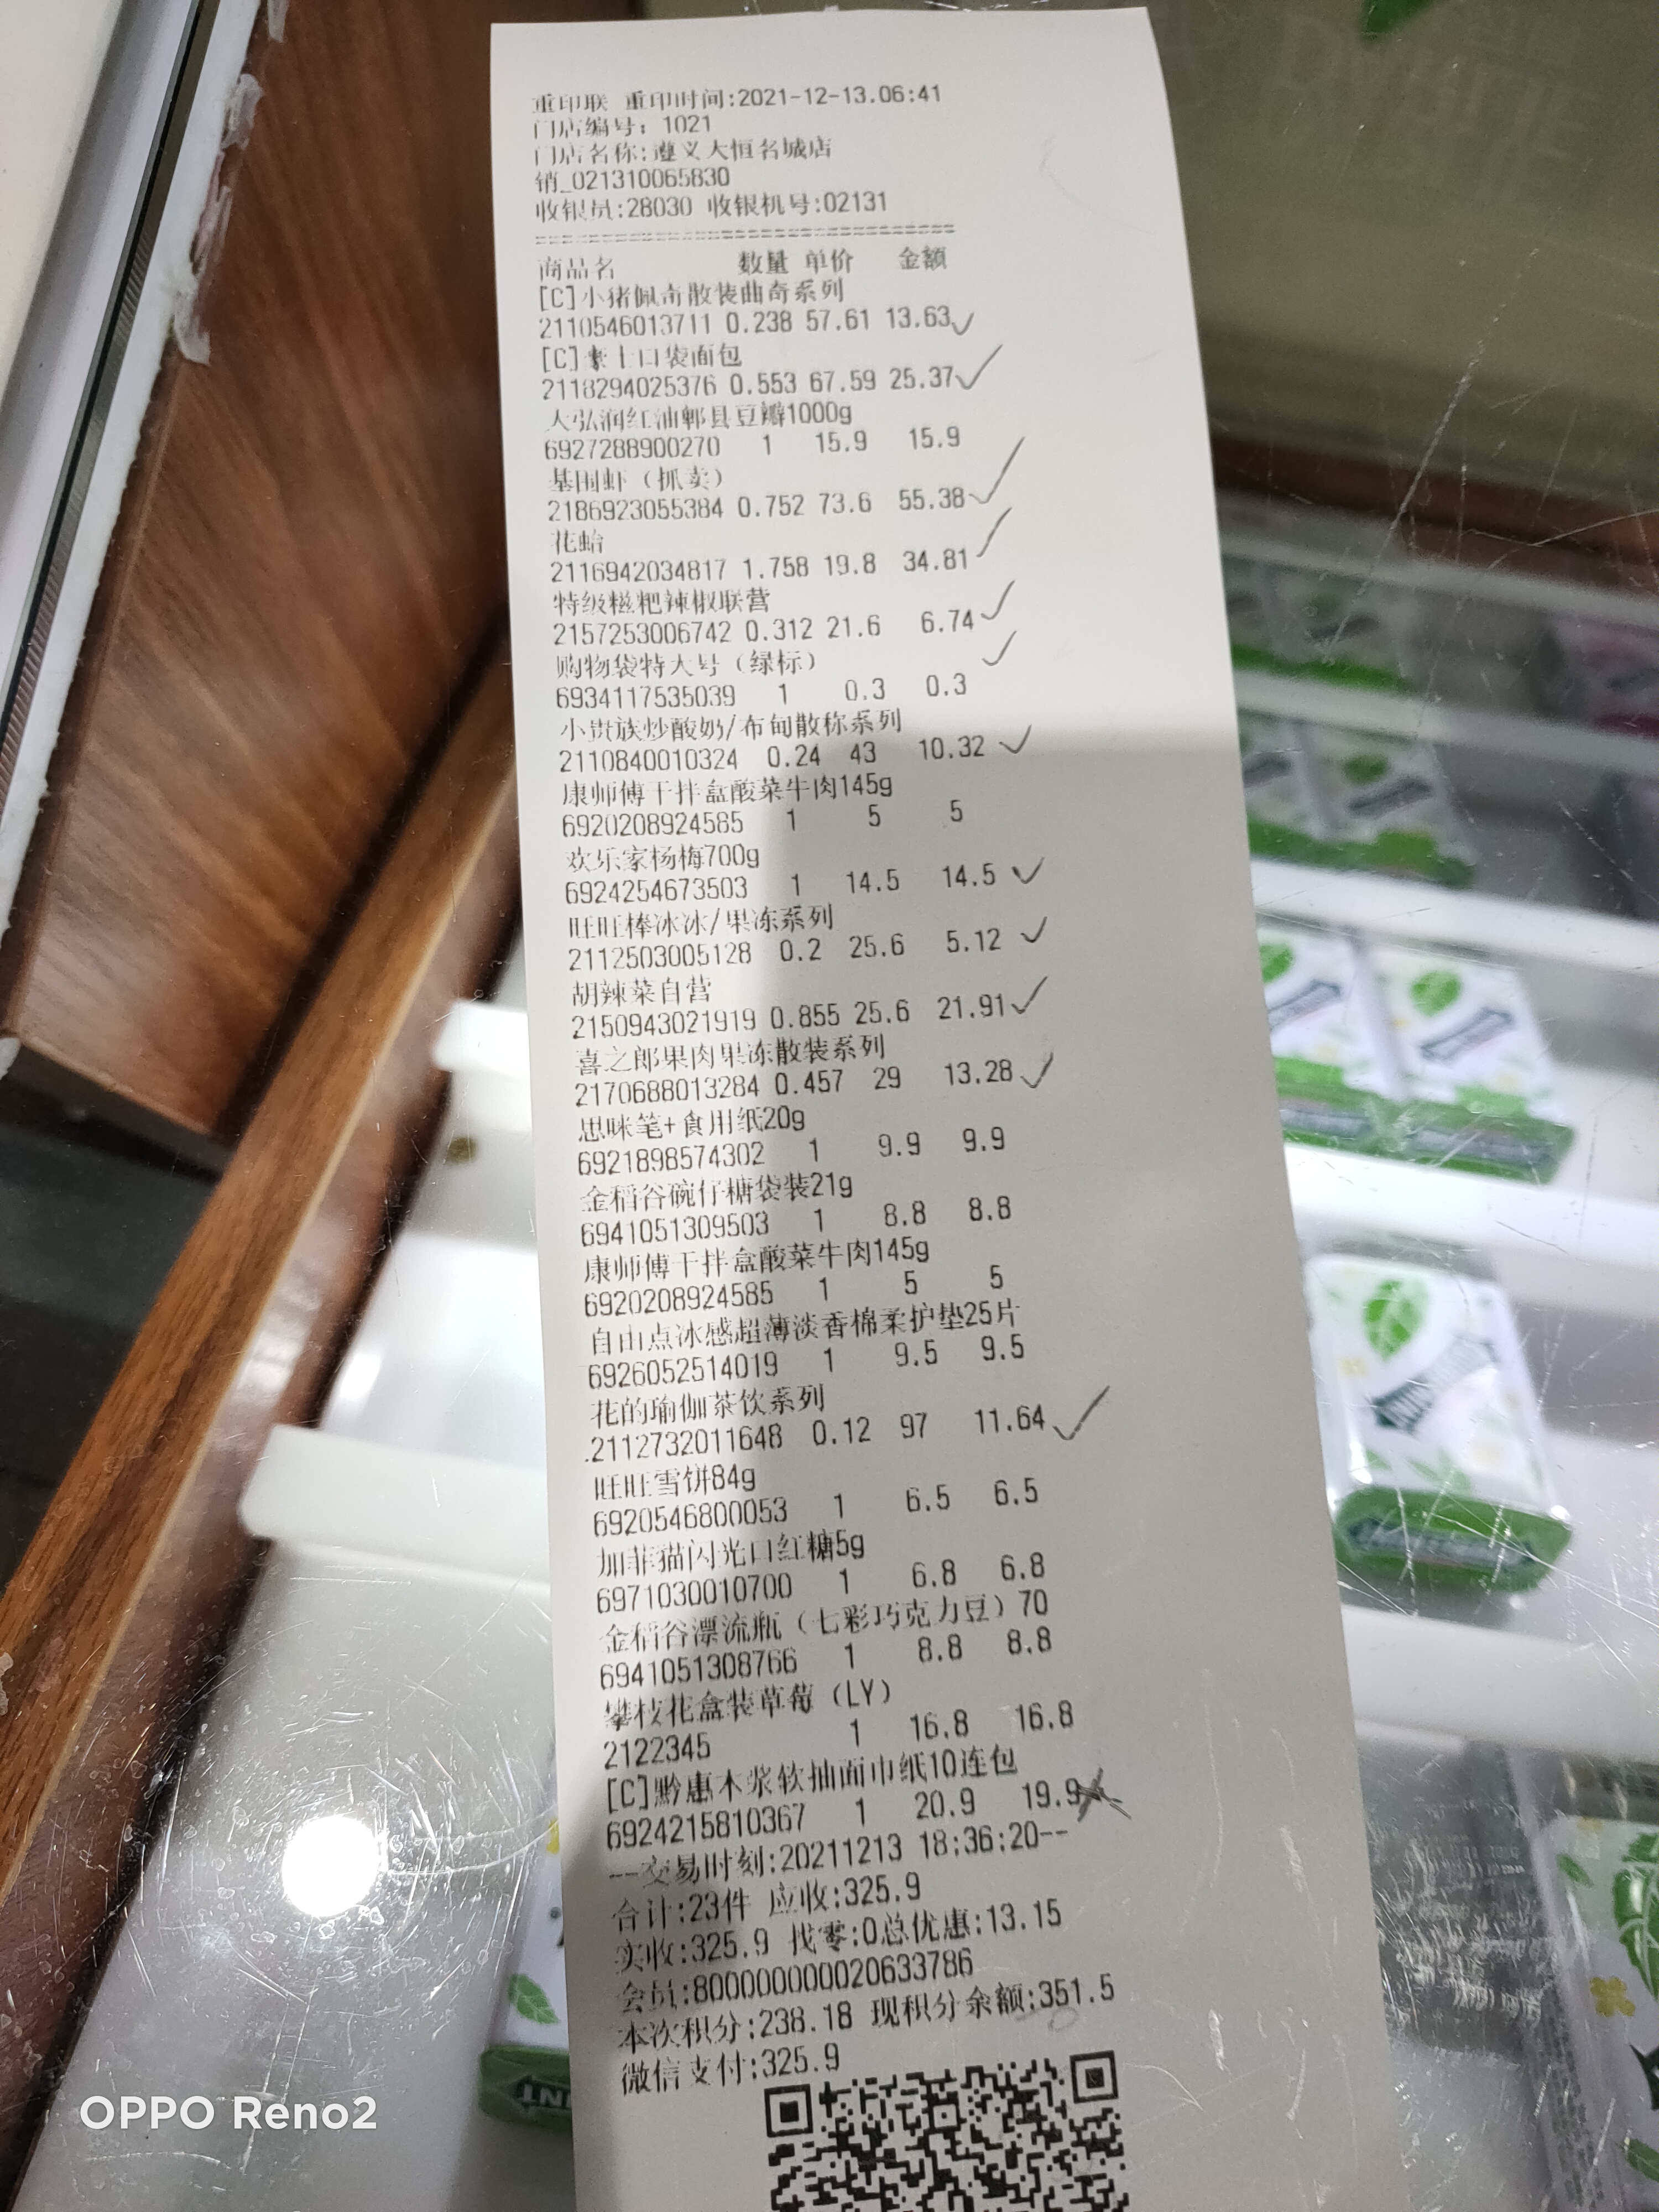 重印联 重印时间:2021-12-13.06:41
门店编号: 1021
门店名称:遵义大恒名城店
销_021310065830
收银员:28030 收银机号:02131
==================================
商品名 数量 单价 金额
[C]小猪佩奇散装曲奇系列
2110546013711 0.238 57.61 13.63
[C]豪士口袋面包
2118294025376 0.553 67.59 25.37
大弘润红油郫县豆瓣1000g
6927288900270 1 15.9 15.9
基围虾（抓卖）
2186923055384 0.752 73.6 55.38
花蛤
2116942034817 1.758 19.8 34.81
特级糍粑辣椒联营
2157253006742 0.312 21.6 6.74
购物袋特大号（绿标）
6934117535039 1 0.3 0.3
小贵族炒酸奶/布甸散称系列
2110840010324 0.24 43 10.32
康师傅干拌盒酸菜牛肉145g
6920208924585 1 5 5
欢乐家杨梅700g
6924254673503 1 14.5 14.5
旺旺棒冰冰/果冻系列
2112503005128 0.2 25.6 5.12
胡辣菜自营
2150943021919 0.855 25.6 21.91
喜之郎果肉果冻散装系列
2170688013284 0.457 29 13.28
思咪笔+食用纸20g
6921898574302 1 9.9 9.9
金稻谷碗仔糖袋装21g
6941051309503 1 8.8 8.8
康师傅干拌盒酸菜牛肉145g
6920208924585 1 5 5
自由点冰感超薄淡香棉柔护垫25片
6926052514019 1 9.5 9.5
花的瑜伽茶饮系列
2112732011648 0.12 97 11.64
旺旺雪饼84g
6920546800053 1 6.5 6.5
加菲猫闪光口红糖5g
6971030010700 1 6.8 6.8
金稻谷漂流瓶（七彩巧克力豆）70
6941051308766 1 8.8 8.8
攀枝花盒装草莓（LY）
2122345 1 16.8 16.8
[C]黔惠木浆软抽面巾纸10连包
6924215810367 1 20.9 19.9
--交易时刻:20211213 18:36:20--
合计:23件 应收:325.9
实收:325.9 找零:0总优惠:13.15
会员:800000000020633786
本次积分:238.18 现积分余额:351.5
微信支付:325.9
OPPO Reno2